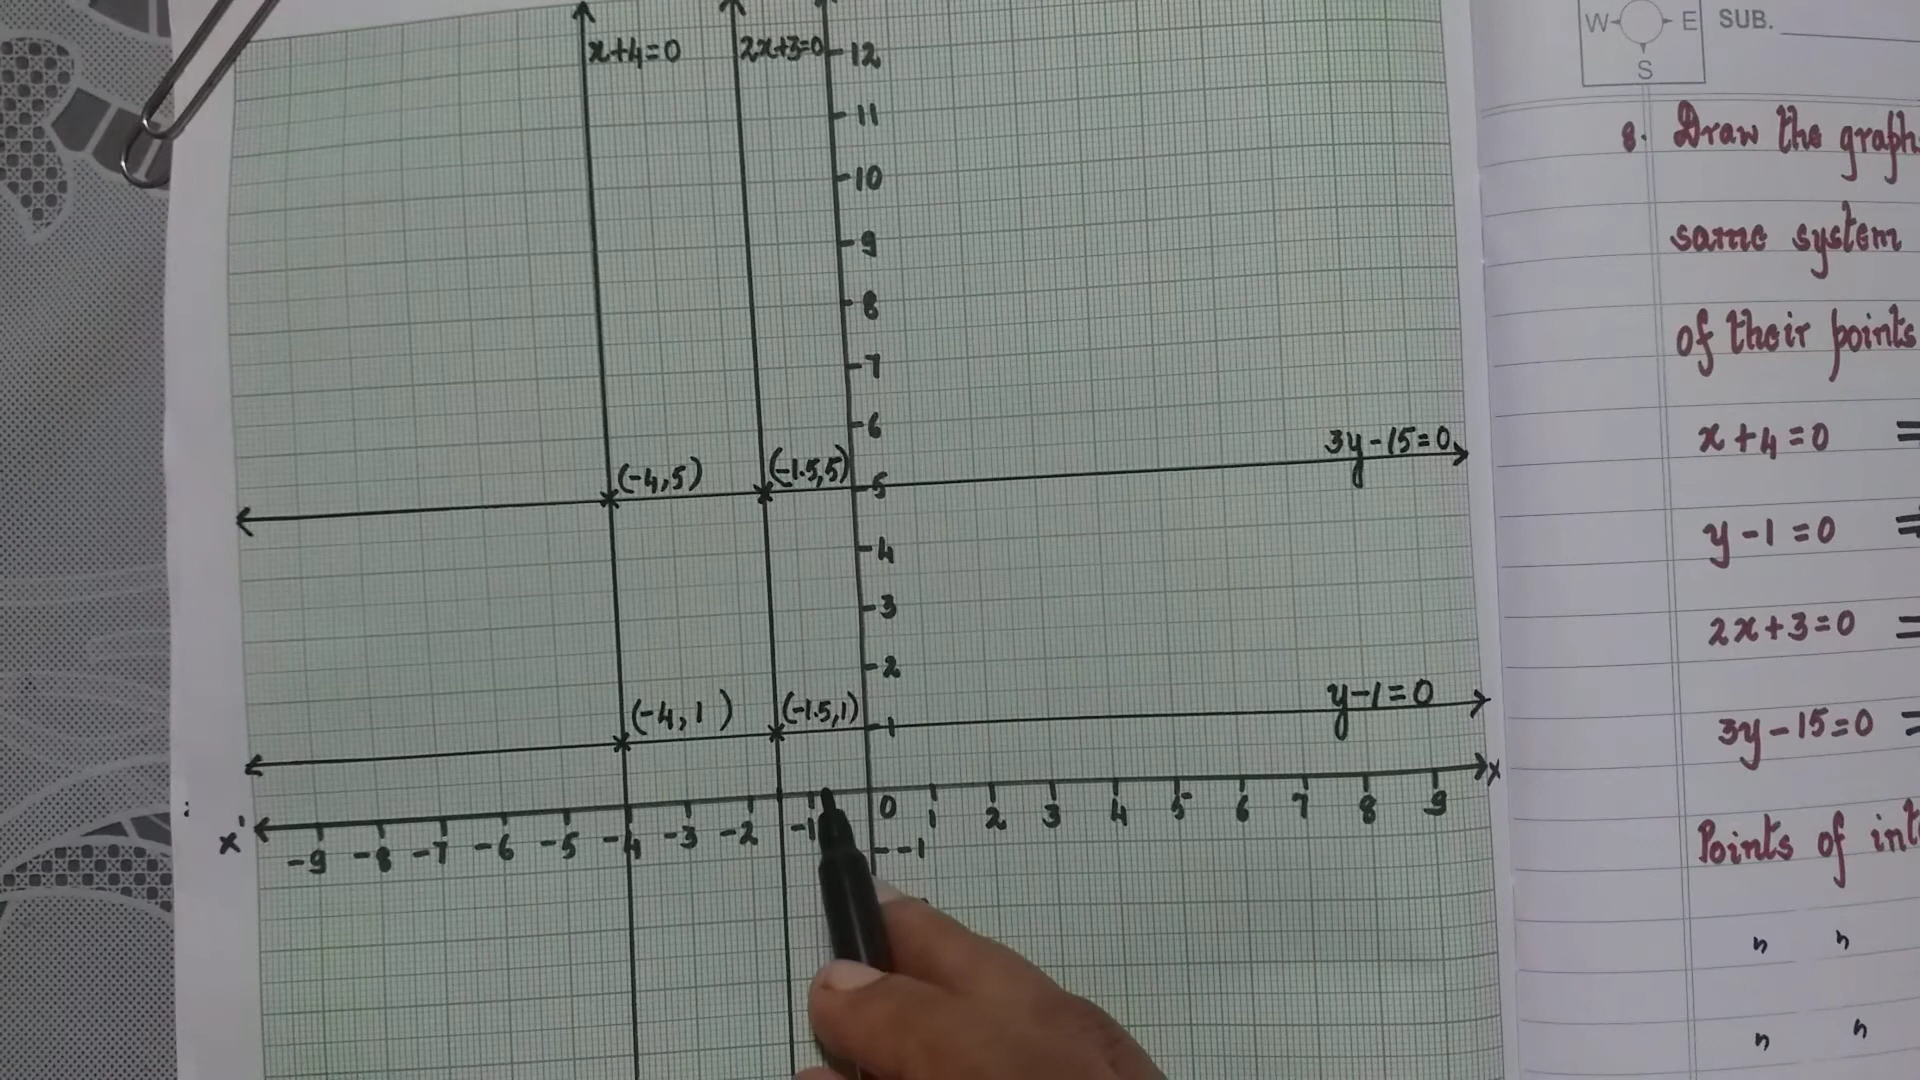 x+4=0
2x+3=0
12
11
10
9
8
7
6
3y-15=0
(-4,5)
(-1.5,5)
5
4
3
2
(-4,1)
(-1.5,1)
1
y-1=0
x
x'
-9 -8 -7 -6 -5 -4 -3 -2 -1 0 1 2 3 4 5 6 7 8 9
-1
W E
S
SUB.
8. Draw the graph
same system
of their points
x+4=0 =
y-1=0 =
2x+3=0 =
3y-15=0 =
Points of
" "
" "